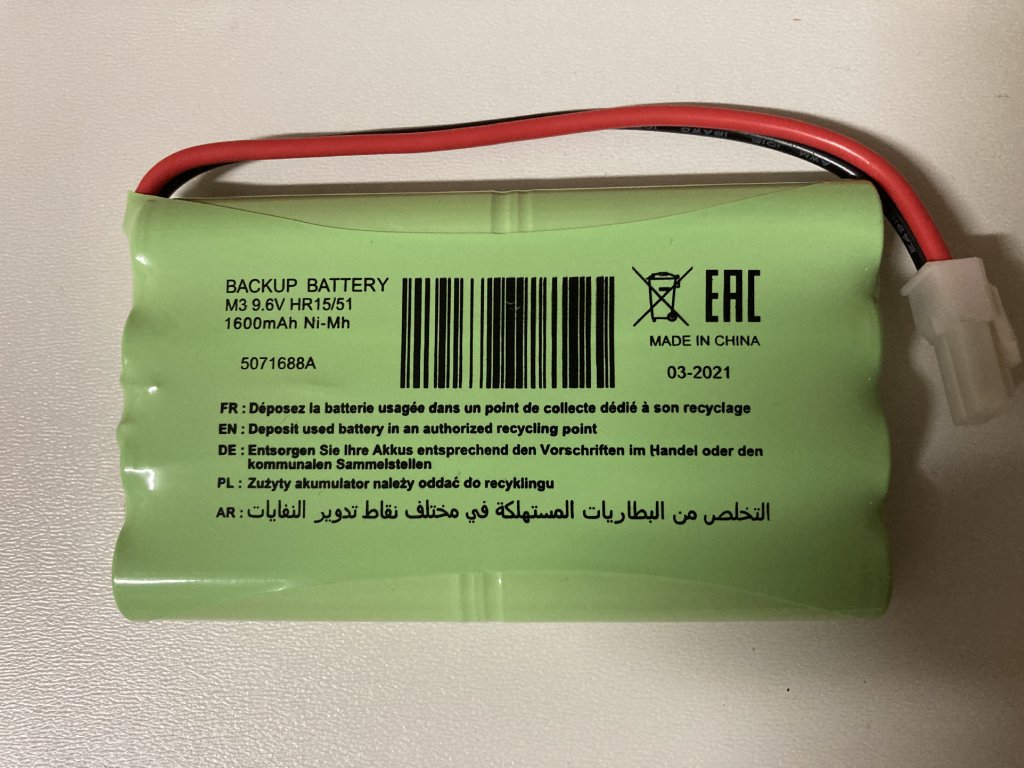 BACKUP BATTERY
M3 9.6V HR15/51
1600mAh Ni-Mh
5071688A
EAC
MADE IN CHINA
03-2021
FR : Déposez la batterie usagée dans un point de collecte dédié à son recyclage
EN : Deposit used battery in an authorized recycling point
DE : Entsorgen Sie Ihre Akkus entsprechend den Vorschriften im Handel oder den
kommunalen Sammelstellen
PL : Zużyty akumulator należy oddać do recyklingu
AR : التخلص من البطاريات المستهلكة في مختلف نقاط تدوير النفايات